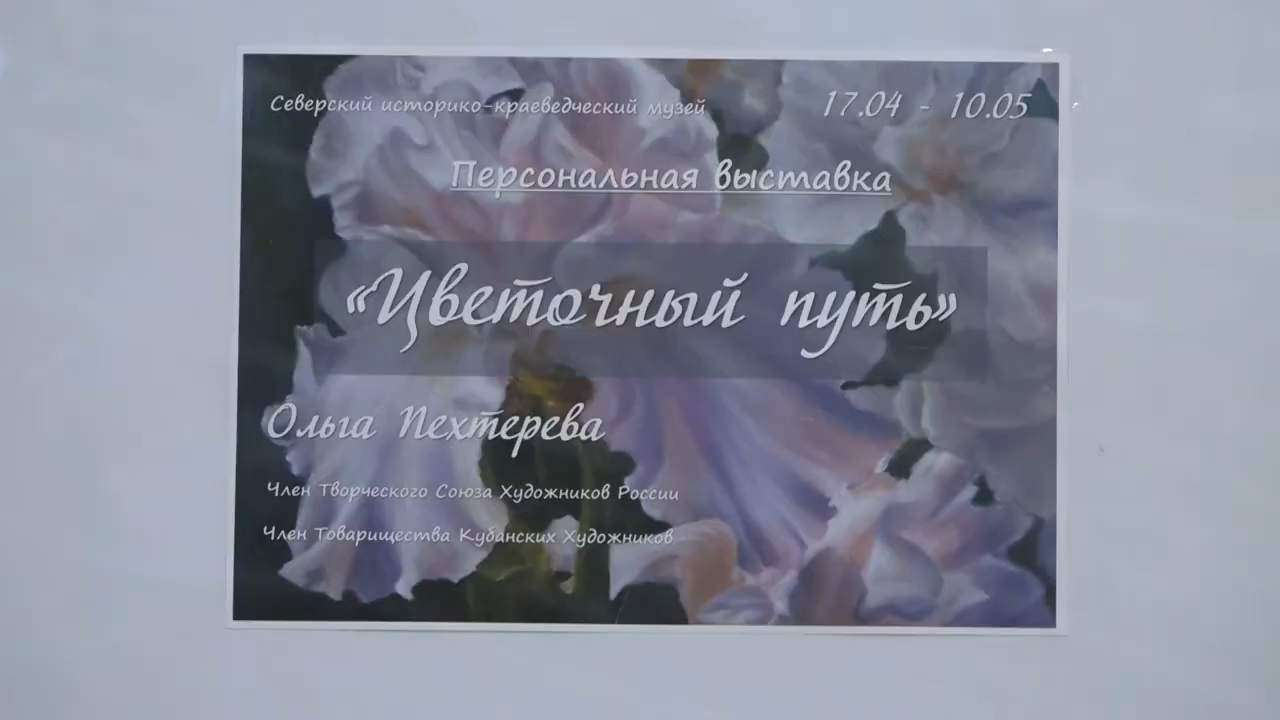 Северский историко-краеведческий музей 17.04 - 10.05
Персональная выставка
«Цветочный путь»
Ольга Пехтерева
Член Творческого Союза Художников России
Член Товарищества Кубанских Художников